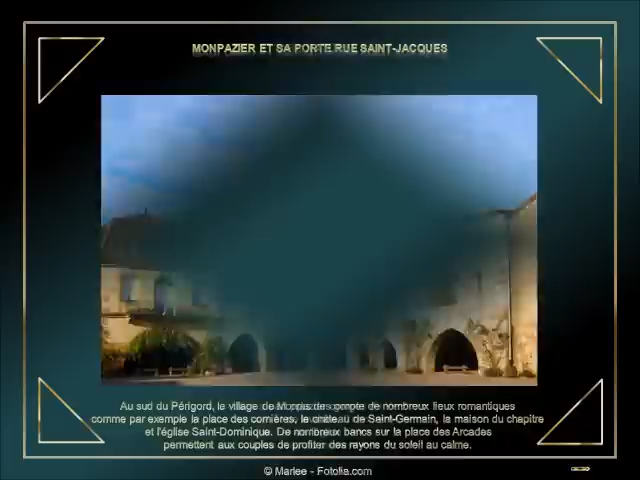 MONPAZIER ET SA PORTE RUE SAINT-JACQUES
Au sud du Périgord, le village de Monpazier compte de nombreux lieux romantiques
comme par exemple la place des cornières, le château de Saint-Germain, la maison du chapitre
et l'église Saint-Dominique. De nombreux bancs sur la place des Arcades
permettent aux couples de profiter des rayons du soleil au calme.
© Marlee - Fotolia.com